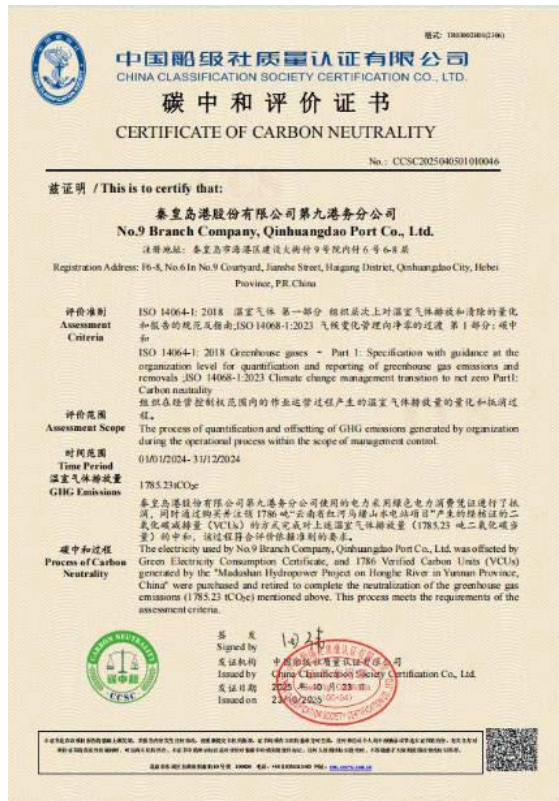 中国船级社质量认证有限公司
CHINA CLASSIFICATION SOCIETY CERTIFICATION CO., LTD.
碳中和评价证书
CERTIFICATE OF CARBON NEUTRALITY
No.: CCSC2025040501010046
兹证明 / This is to certify that:
秦皇岛港股份有限公司第九港务分公司
No.9 Branch Company, Qinhuangdao Port Co., Ltd.
注册地址: 秦皇岛市海港区建设大街付9号院内付6号6-8层
Registration Address: F6-8, No.6 In No.9 Courtyard, Jianshe Street, Haigang District, Qinhuangdao City, Hebei
Province, P.R.China
评价准则
Assessment
Criteria
ISO 14064-1: 2018 温室气体 第一部分 组织层次上对温室气体排放和清除的量化
和报告的规范及指南;ISO14068-1:2023 气候变化管理向净零的过渡 第1部分: 碳中
和
ISO 14064-1: 2018 Greenhouse gases - Part 1: Specification with guidance at the
organization level for quantification and reporting of greenhouse gas emissions and
removals ;ISO 14068-1:2023 Climate change management transition to net zero Part1:
Carbon neutrality
评价范围
Assessment Scope
组织在经营控制权范围内的作业运营过程产生的温室气体排放量的量化和抵消过
程。
The process of quantification and offsetting of GHG emissions generated by organization
during the operational process within the scope of management control.
时间范围
Time Period
01/01/2024- 31/12/2024
温室气体排放量
GHG Emissions
1785.23tCO₂e
碳中和过程
Process of Carbon
Neutrality
秦皇岛港股份有限公司第九港务分公司使用的电力采用绿色电力消费凭证进行了抵
消, 同时通过购买并注销 1786 吨"云南省红河马堵山水电站项目"产生的经核证的二
氧化碳减排量 (VCUs) 的方式完成对上述温室气体排放量 (1785.23 吨二氧化碳当
量) 的中和, 该过程符合评价依据准则的要求。
The electricity used by No.9 Branch Company, Qinhuangdao Port Co., Ltd. was offseted by
Green Electricity Consumption Certificate, and 1786 Verified Carbon Units (VCUs)
generated by the "Madushan Hydropower Project on Honghe River in Yunnan Province,
China" were purchased and retired to complete the neutralization of the greenhouse gas
emissions (1785.23 tCO₂e) mentioned above. This process meets the requirements of the
assessment criteria.
CARBON NEUTRALITY
碳中和
CCSC
签 发
Signed by
发证机构 中国船级社质量认证有限公司
Issued by China Classification Society Certification Co., Ltd.
发证日期 2025 年 10 月 23 日
Issued on 23/10/2025